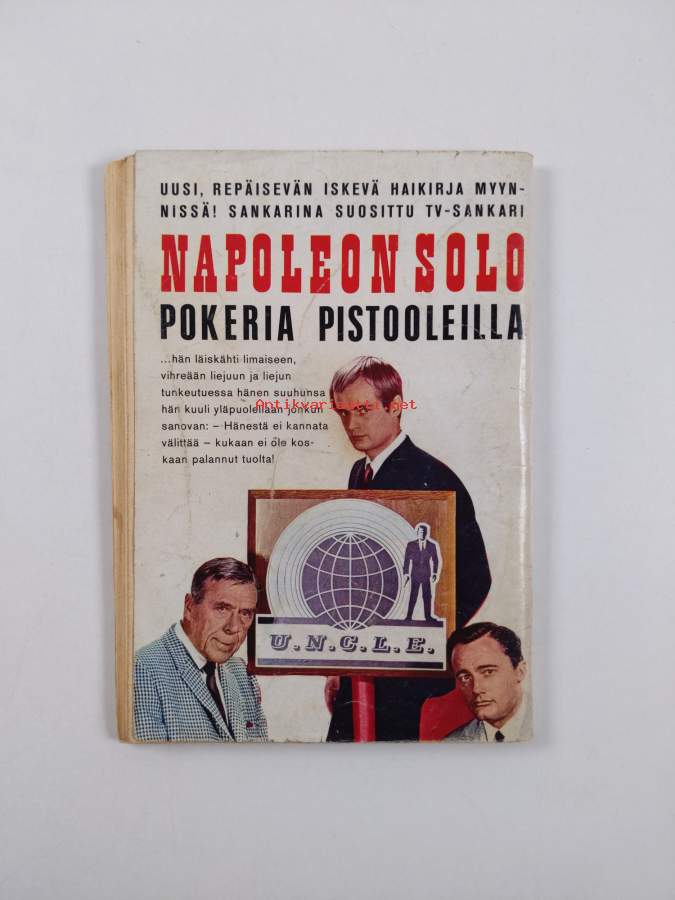 UUSI, REPÄISEVÄN ISKEVÄ HAIKIRJA MYYN-
NISSÄ! SANKARINA SUOSITTU TV-SANKARI
NAPOLEON SOLO
POKERIA PISTOOLEILLA
...hän läiskähti limaiseen,
vihreään liejuun ja liejun
tunkeutuessa hänen suuhunsa
hän kuuli yläpuolellaan jonkun
sanovan: – Hänestä ei kannata
välittää – kukaan ei ole kos-
kaan palannut tuolta!
Antikvariaatti.net
U.N.C.L.E.